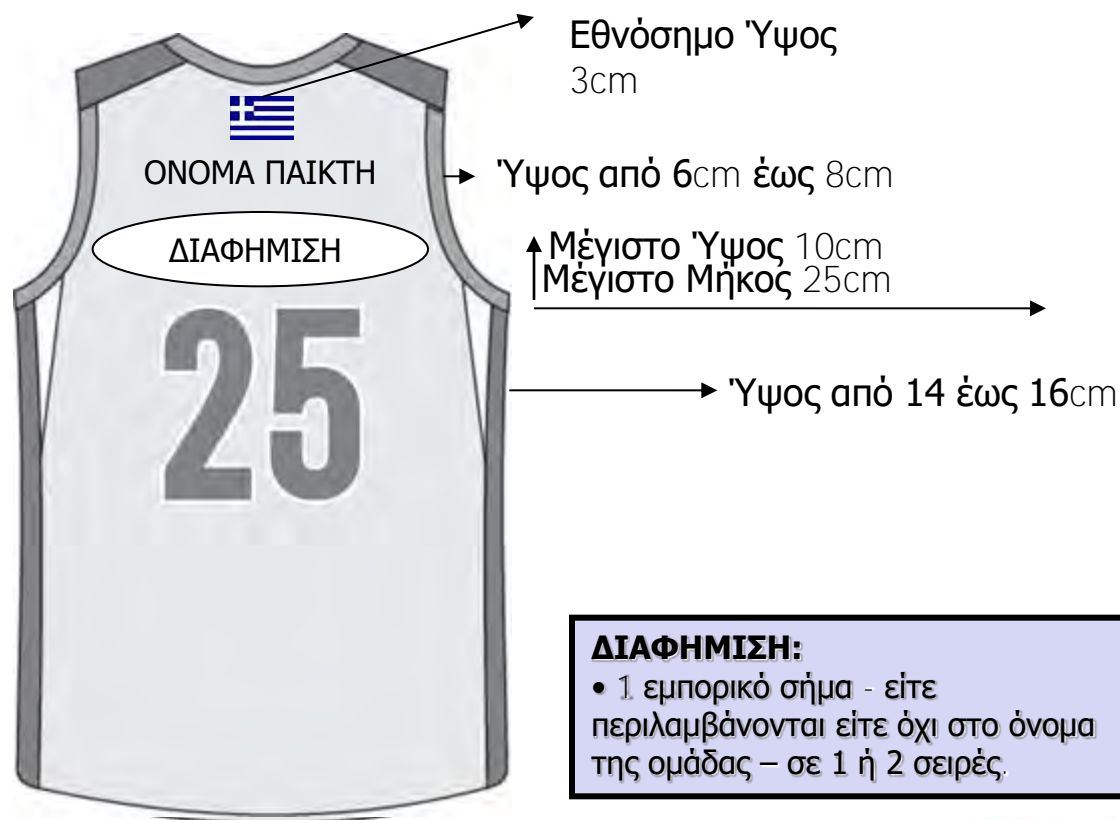 Εθνόσημο Ύψος
3cm
ΟΝΟΜΑ ΠΑΙΚΤΗ
Ύψος από 6cm έως 8cm
ΔΙΑΦΗΜΙΣΗ
Μέγιστο Ύψος 10cm
Μέγιστο Μήκος 25cm
25
Ύψος από 14 έως 16cm
ΔΙΑΦΗΜΙΣΗ:
• 1 εμπορικό σήμα - είτε
περιλαμβάνονται είτε όχι στο όνομα
της ομάδας – σε 1 ή 2 σειρές.